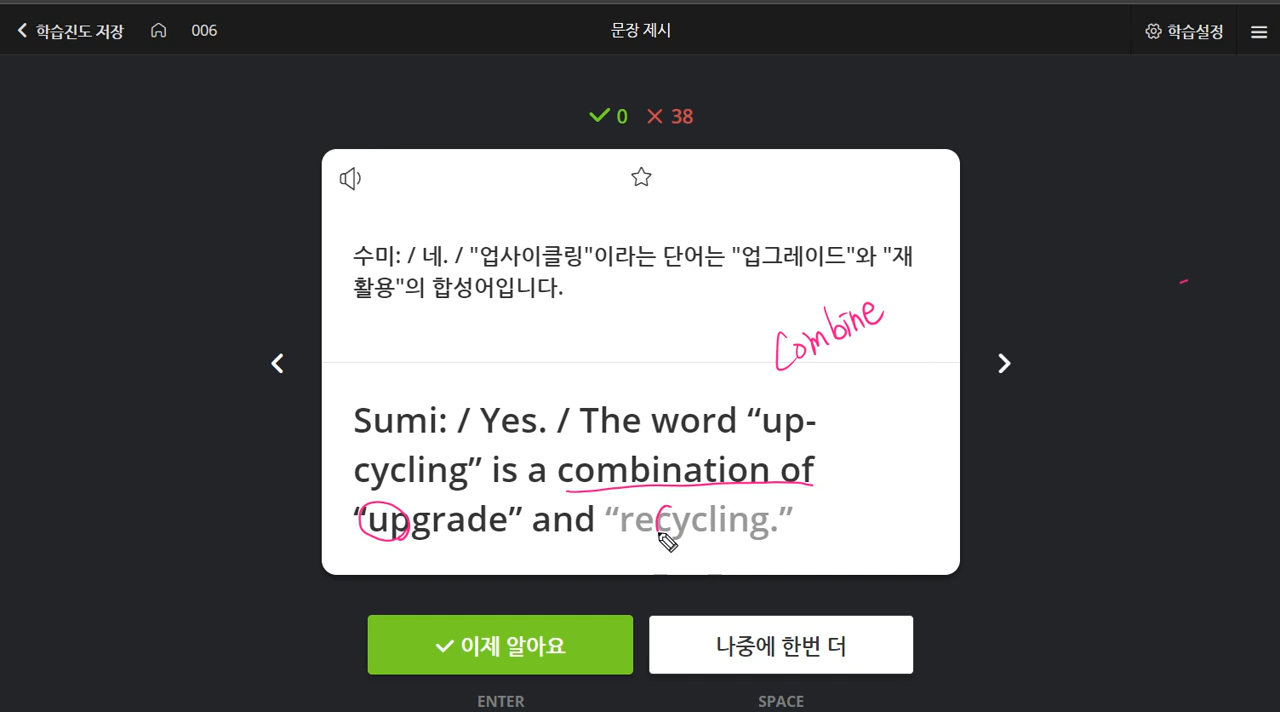 학습진도 저장 006 문장 제시 학습설정
0 38
수미: / 네. / "업사이클링"이라는 단어는 "업그레이드"와 "재
활용"의 합성어입니다.
Combine
Sumi: / Yes. / The word “up-
cycling” is a combination of
“upgrade” and “recycling.”
이제 알아요 나중에 한번 더
ENTER SPACE